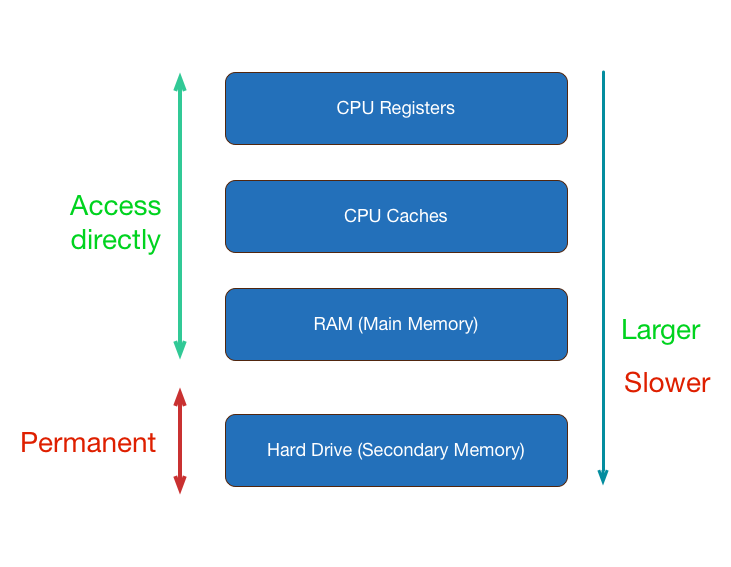 CPU Registers
CPU Caches
Access
directly
RAM (Main Memory)
Larger
Slower
Permanent
Hard Drive (Secondary Memory)